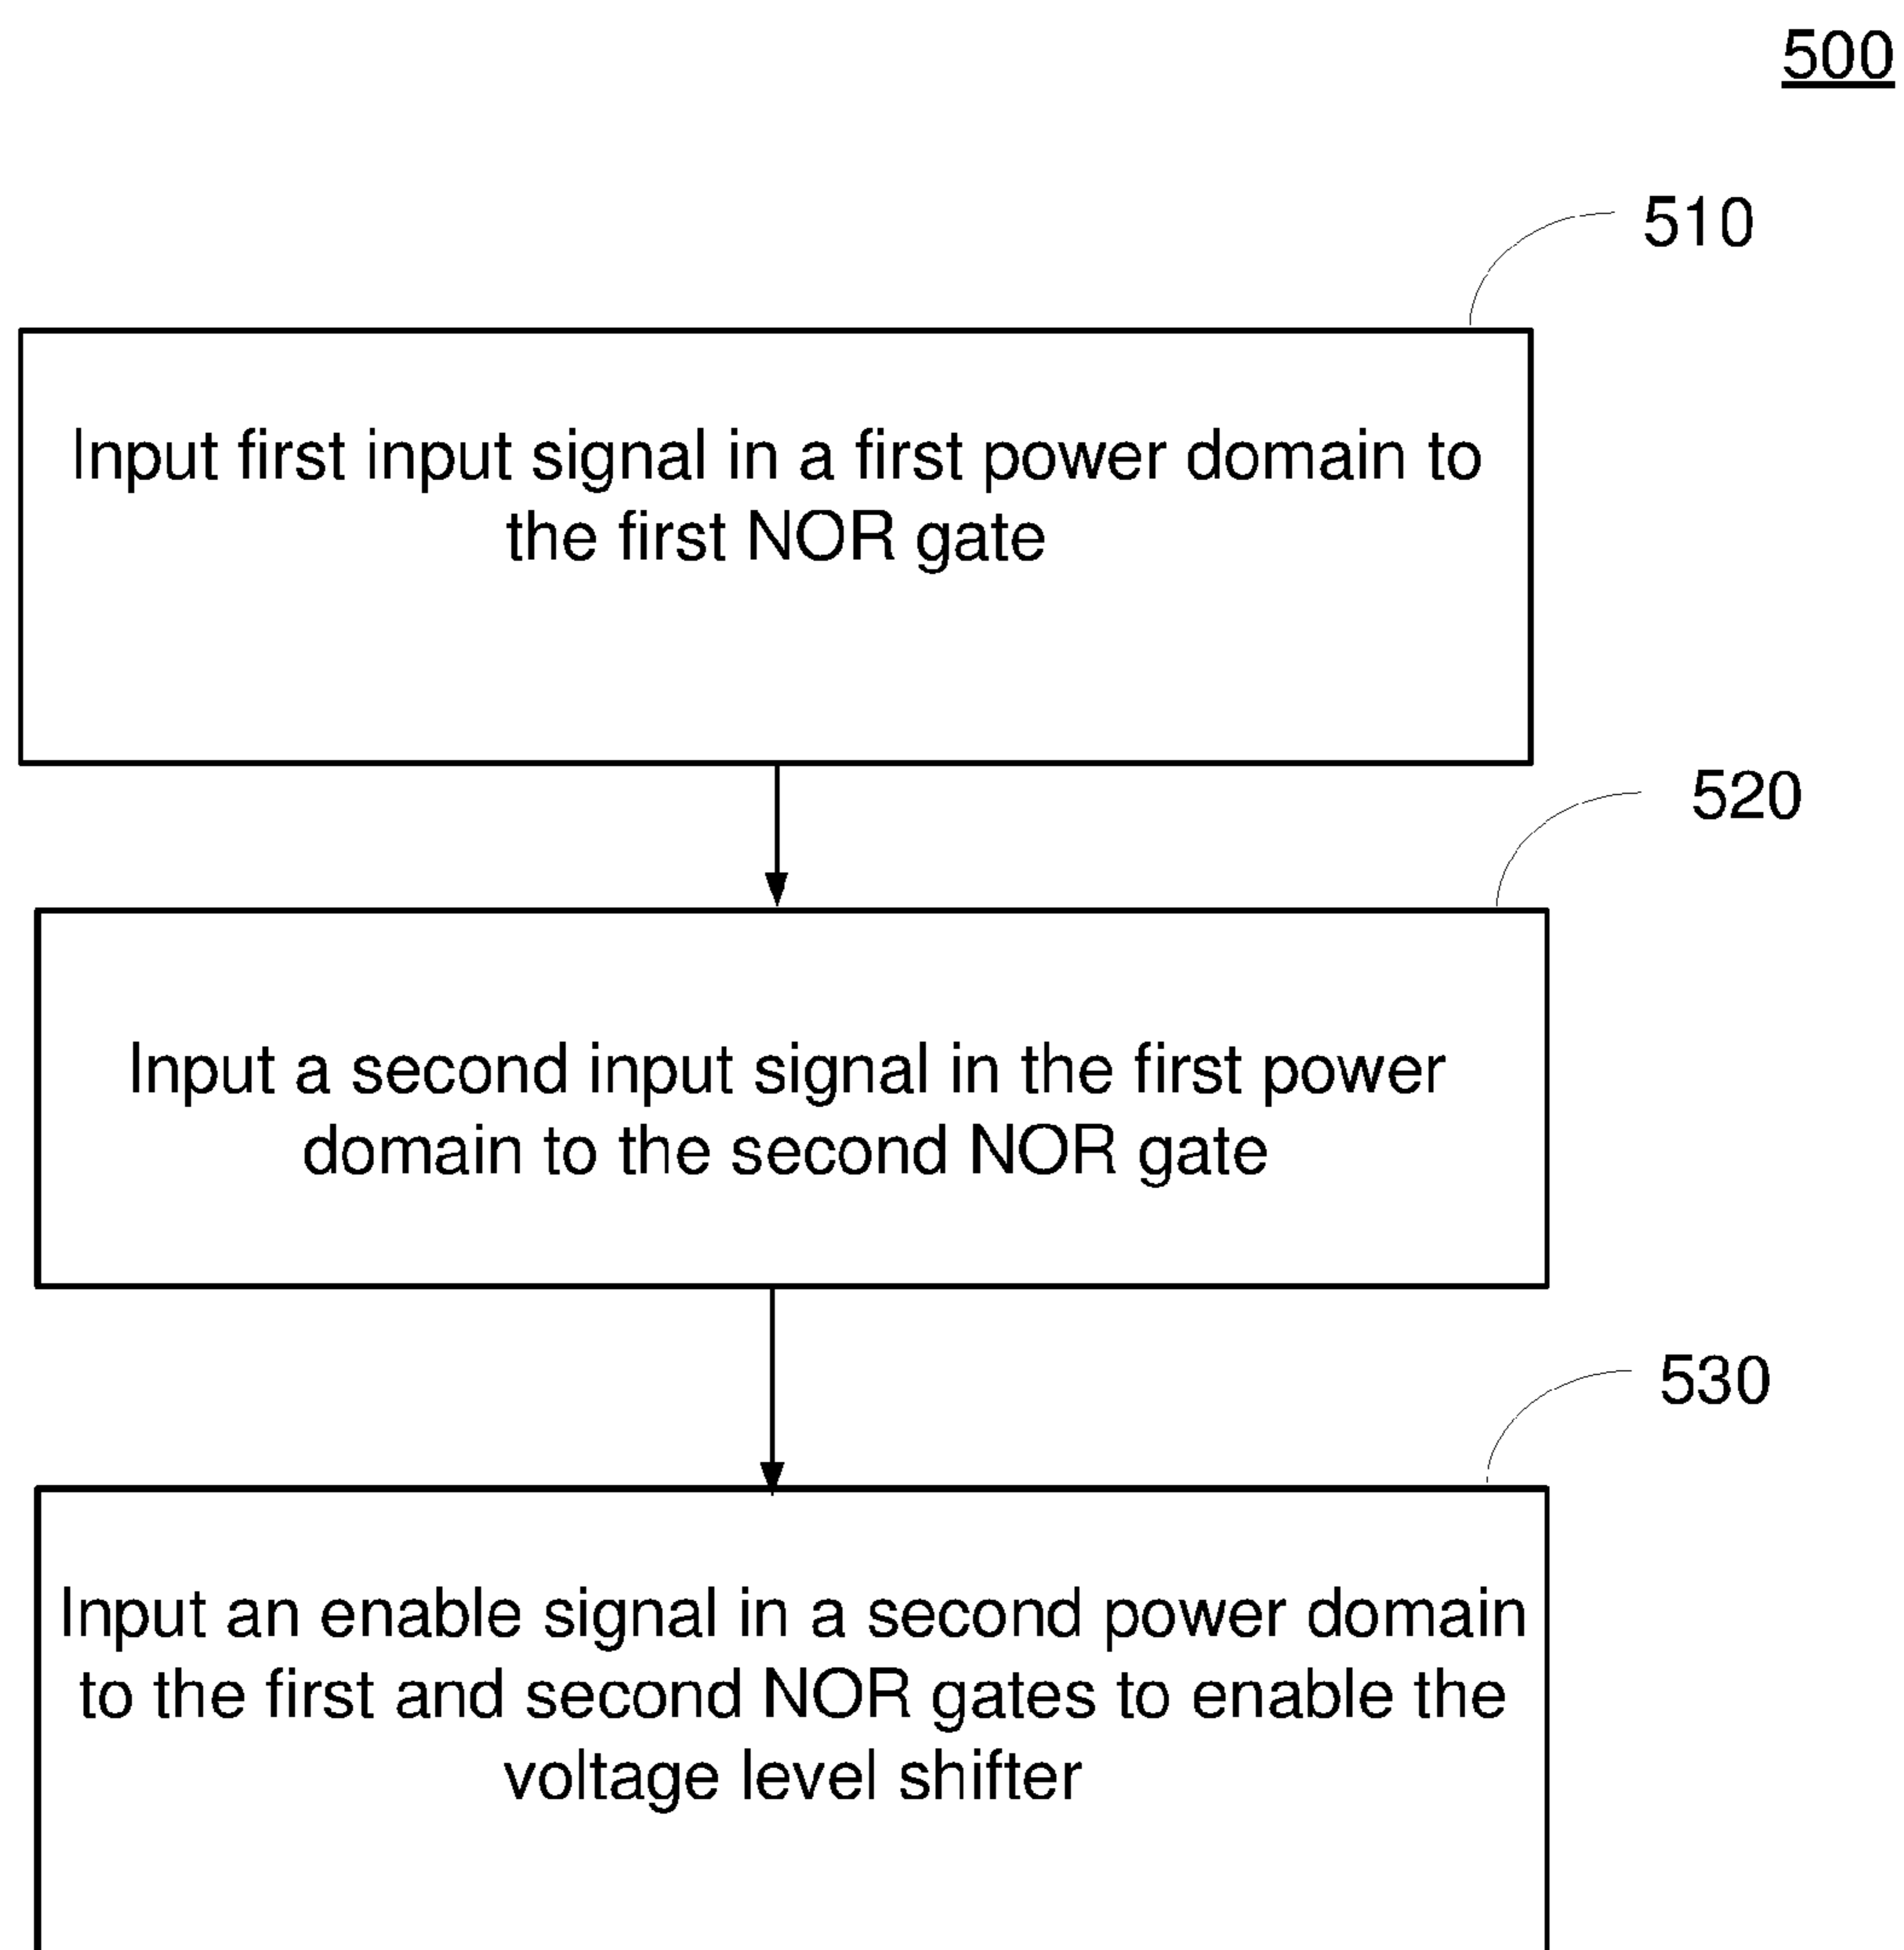 500
510
Input first input signal in a first power domain to
the first NOR gate
520
Input a second input signal in the first power
domain to the second NOR gate
530
Input an enable signal in a second power domain
to the first and second NOR gates to enable the
voltage level shifter